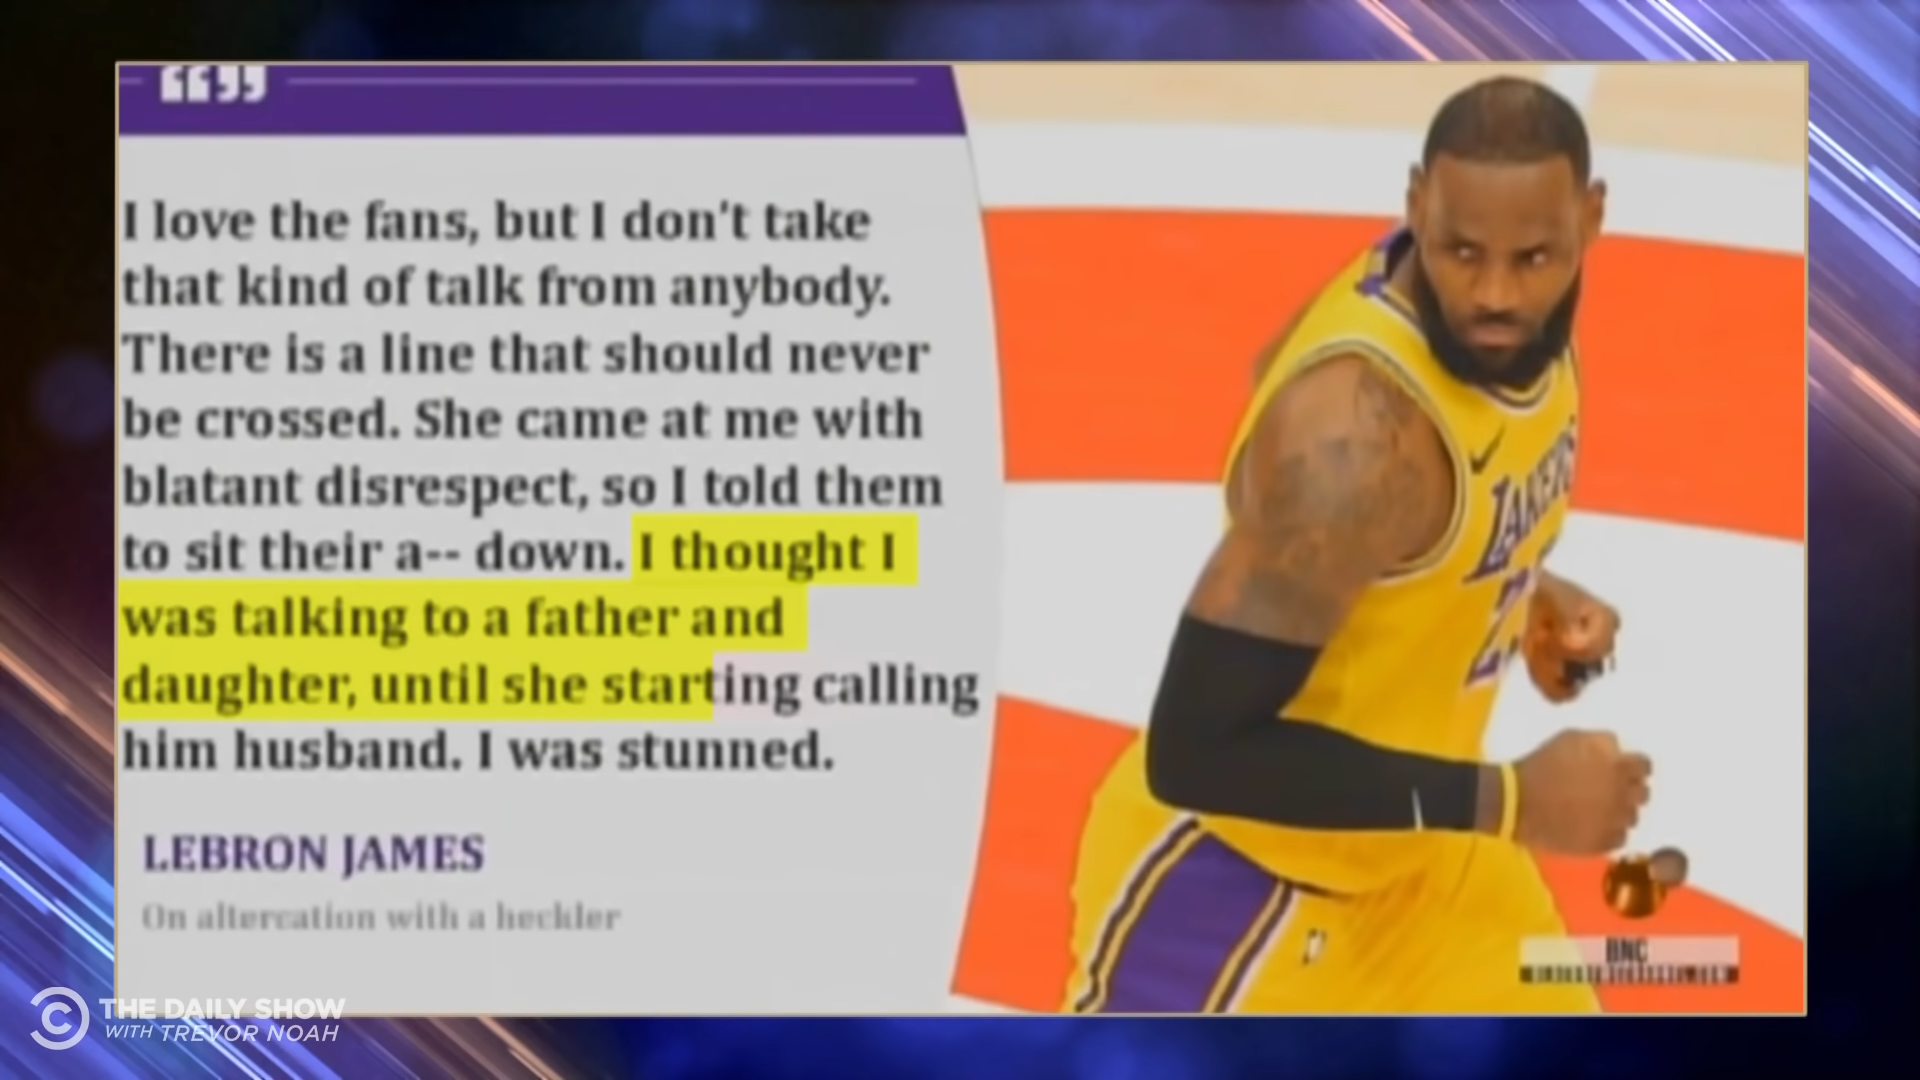 “”
I love the fans, but I don't take
that kind of talk from anybody.
There is a line that should never
be crossed. She came at me with
blatant disrespect, so I told them
to sit their a-- down. I thought I
was talking to a father and
daughter, until she starting calling
him husband. I was stunned.
LEBRON JAMES
On altercation with a heckler
LAKERS
BNC
THE DAILY SHOW
WITH TREVOR NOAH